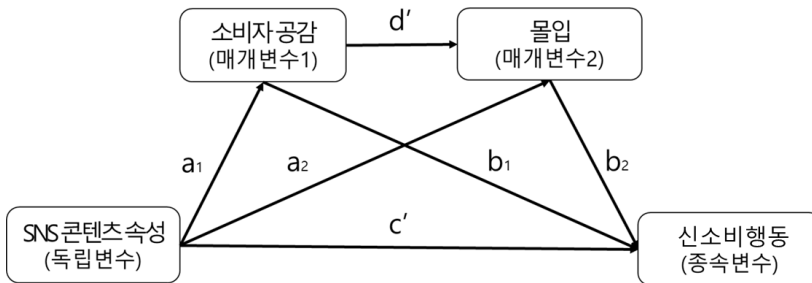 소비자 공감
(매개변수1)
d′
몰입
(매개변수2)
a1
a2
b1
b2
SNS 콘텐츠 속성
(독립변수)
c′
신소비행동
(종속변수)